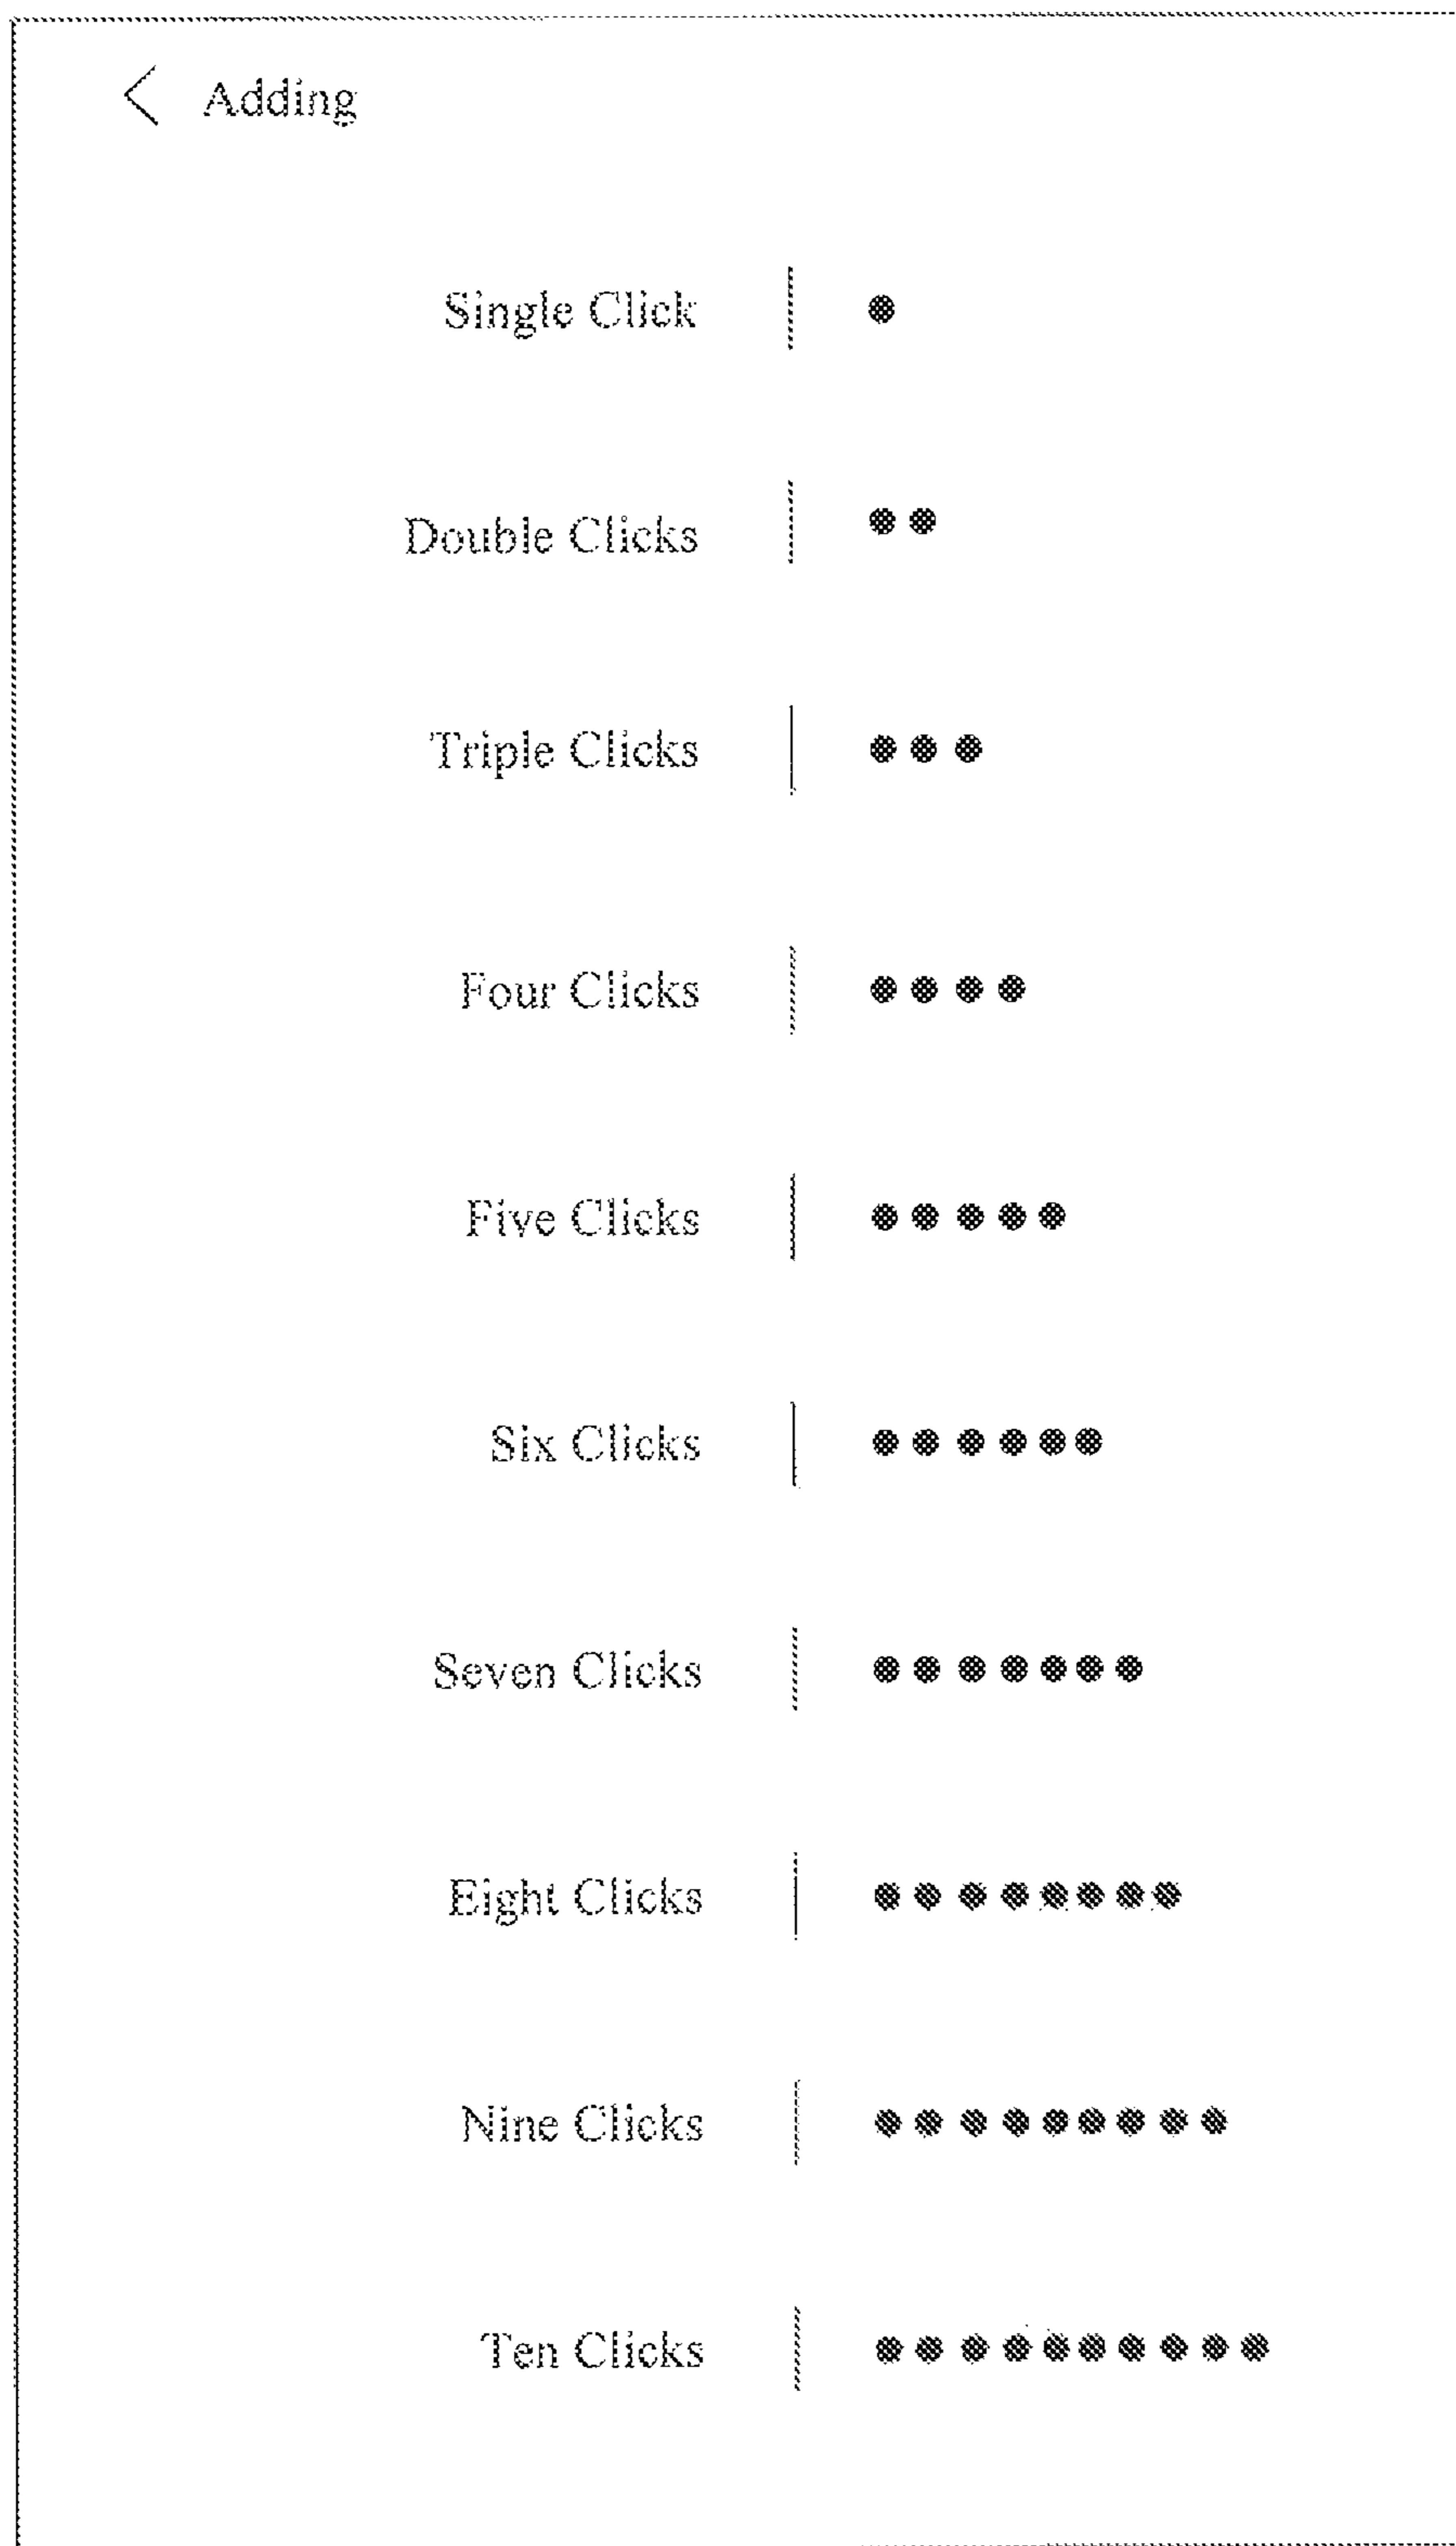 < Adding
Single Click
Double Clicks
Triple Clicks
Four Clicks
Five Clicks
Six Clicks
Seven Clicks
Eight Clicks
Nine Clicks
Ten Clicks